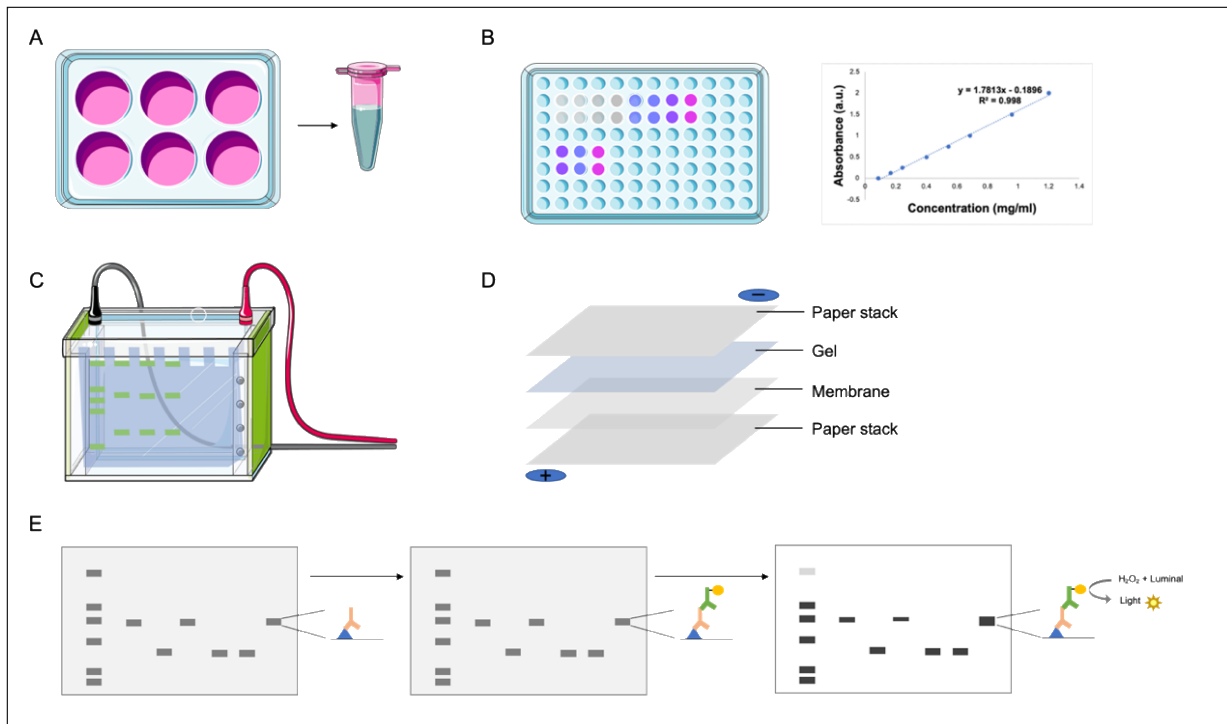 A
B
y = 1.7813x - 0.1896
R² = 0.998
Absorbance (a.u.)
2.5
2
1.5
1
0.5
0
-0.5
0 0.2 0.4 0.6 0.8 1 1.2 1.4
Concentration (mg/ml)
C
D
−
Paper stack
Gel
Membrane
Paper stack
+
E
H₂O₂ + Luminal
Light